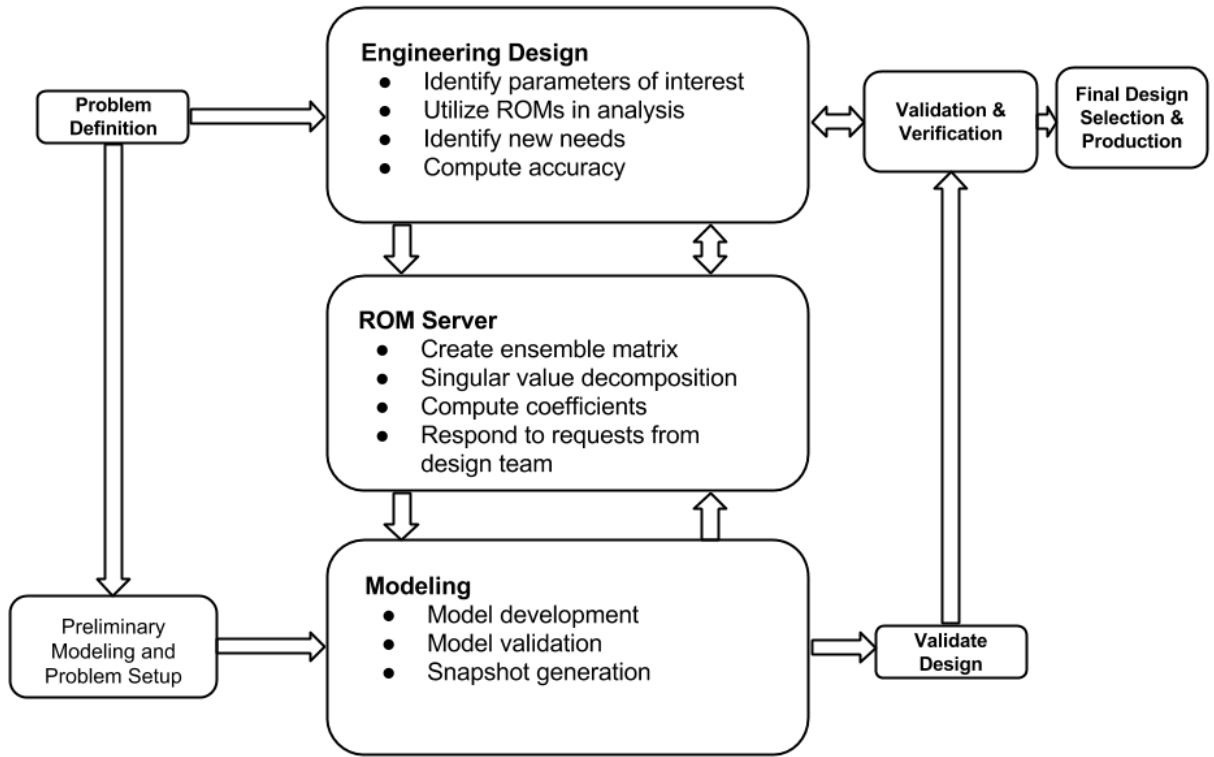 Problem
Definition
Engineering Design
● Identify parameters of interest
● Utilize ROMs in analysis
● Identify new needs
● Compute accuracy
Validation &
Verification
Final Design
Selection &
Production
ROM Server
● Create ensemble matrix
● Singular value decomposition
● Compute coefficients
● Respond to requests from
design team
Preliminary
Modeling and
Problem Setup
Modeling
● Model development
● Model validation
● Snapshot generation
Validate
Design